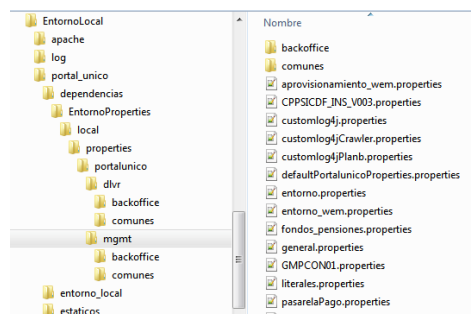 EntornoLocal
apache
log
portal_unico
dependencias
EntornoProperties
local
properties
portalunico
dlvr
backoffice
comunes
mgmt
backoffice
comunes
entorno_local
estaticos
Nombre
backoffice
comunes
aprovisionamiento_wem.properties
CPPSICDF_INS_V003.properties
customlog4j.properties
customlog4jCrawler.properties
customlog4jPlanb.properties
defaultPortalunicoProperties.properties
entorno.properties
entorno_wem.properties
fondos_pensiones.properties
general.properties
GMPCON01.properties
literales.properties
pasarelaPago.properties